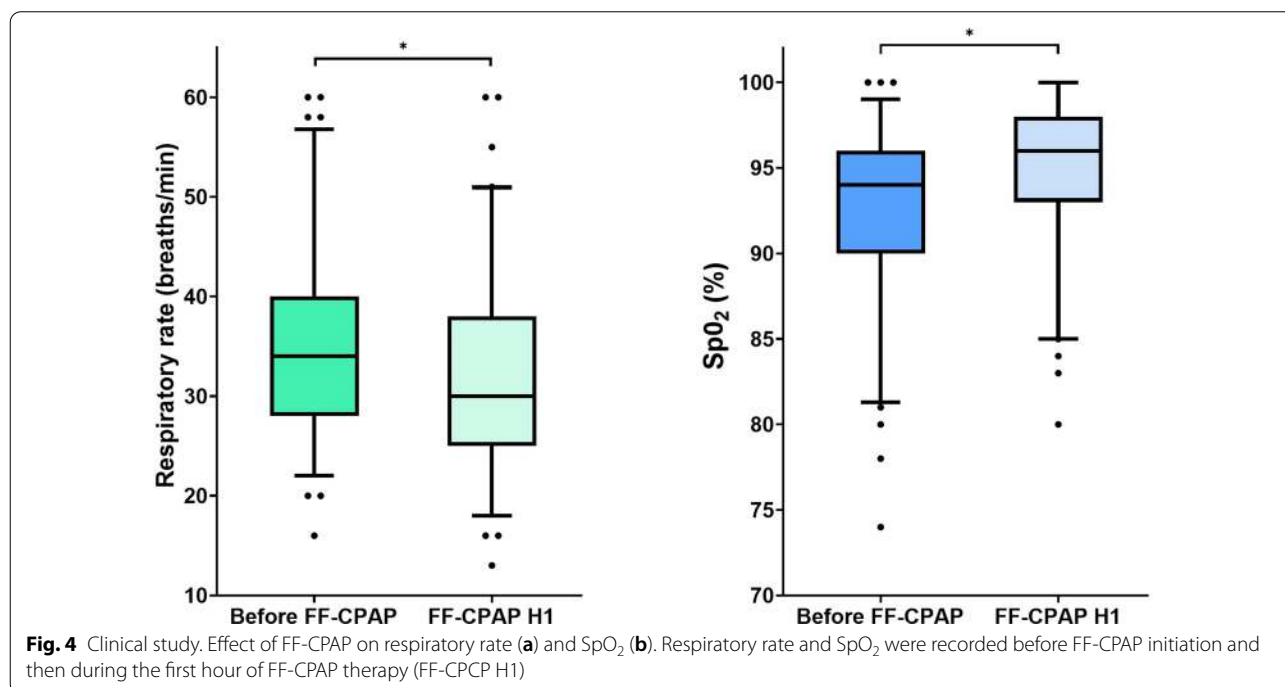 *
60
50
40
30
20
10
Respiratory rate (breaths/min)
Before FF-CPAP
FF-CPAP H1
*
100
95
90
85
80
75
70
Sp0₂ (%)
Before FF-CPAP
FF-CPAP H1
Fig. 4 Clinical study. Effect of FF-CPAP on respiratory rate (a) and SpO₂ (b). Respiratory rate and SpO₂ were recorded before FF-CPAP initiation and
then during the first hour of FF-CPAP therapy (FF-CPCP H1)